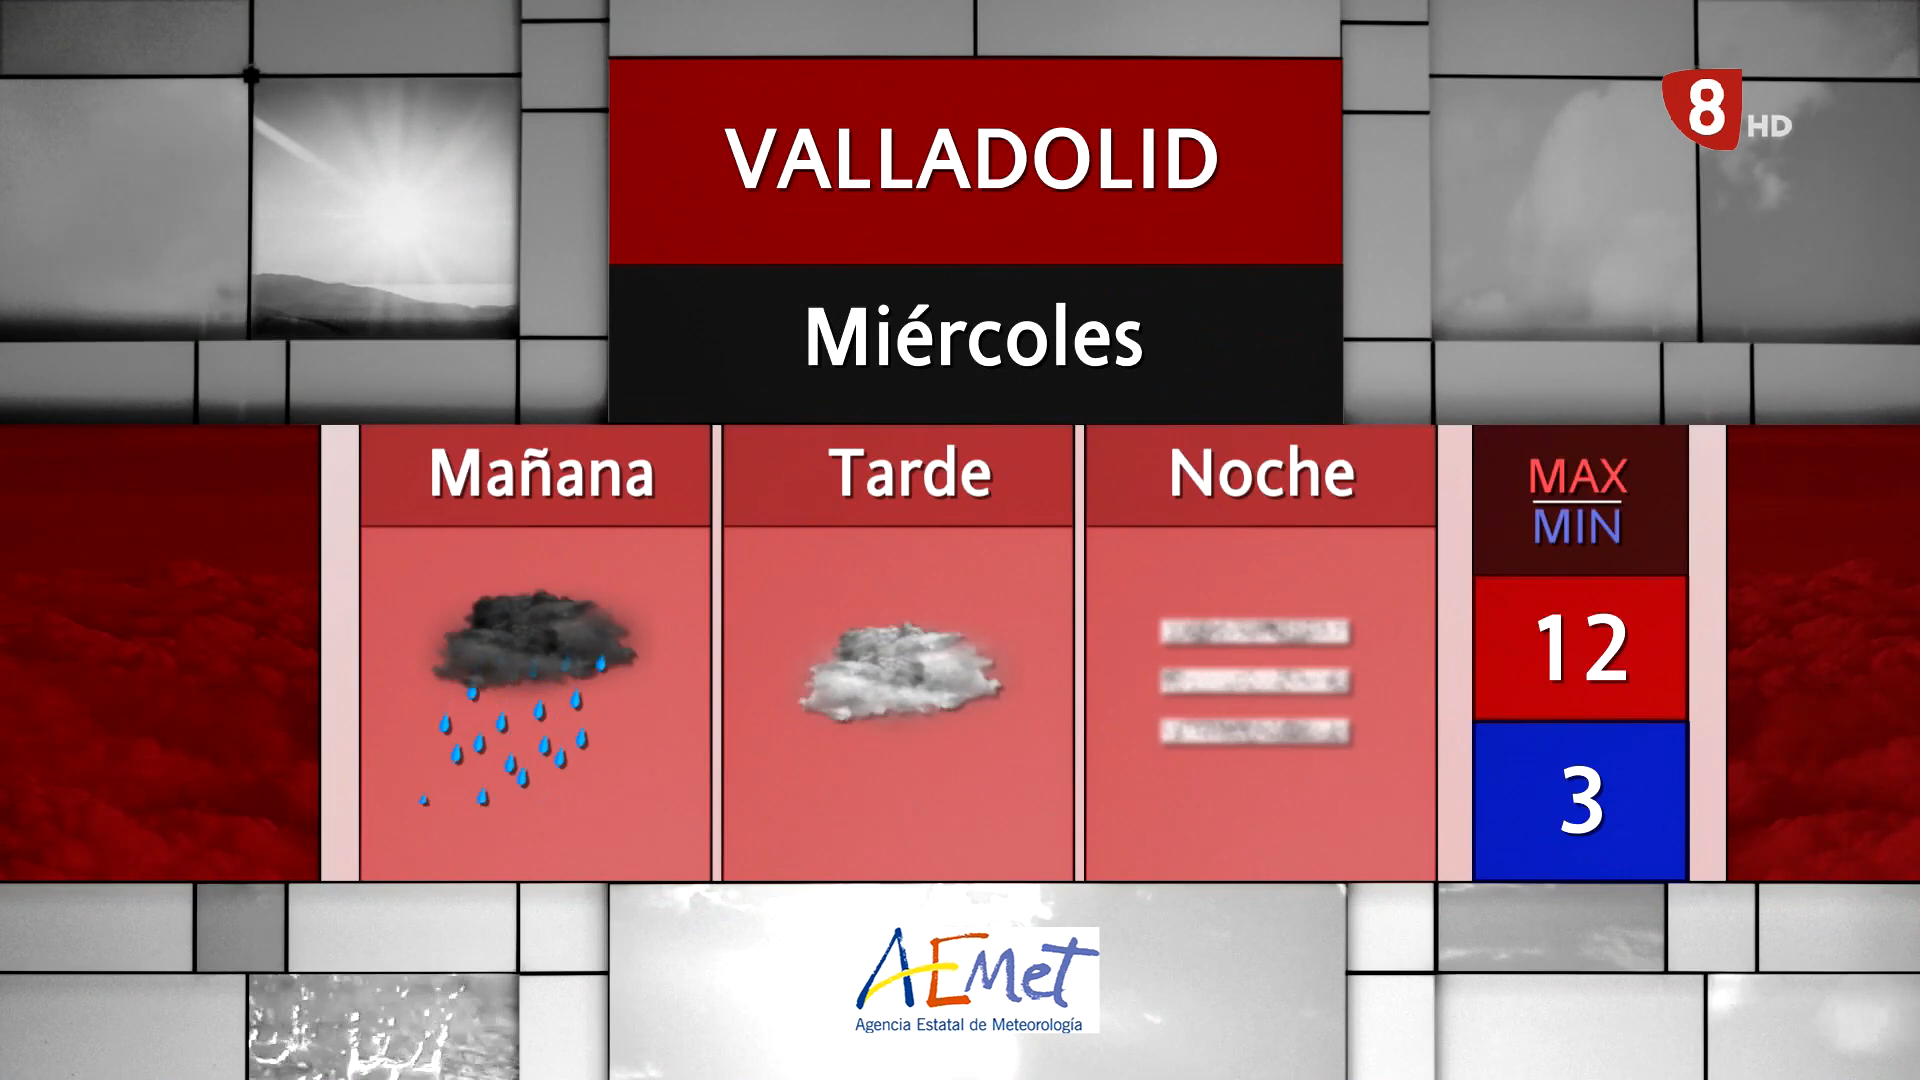 8 HD
VALLADOLID
Miércoles
Mañana Tarde Noche
MAX
MIN
12
3
AEMet
Agencia Estatal de Meteorología